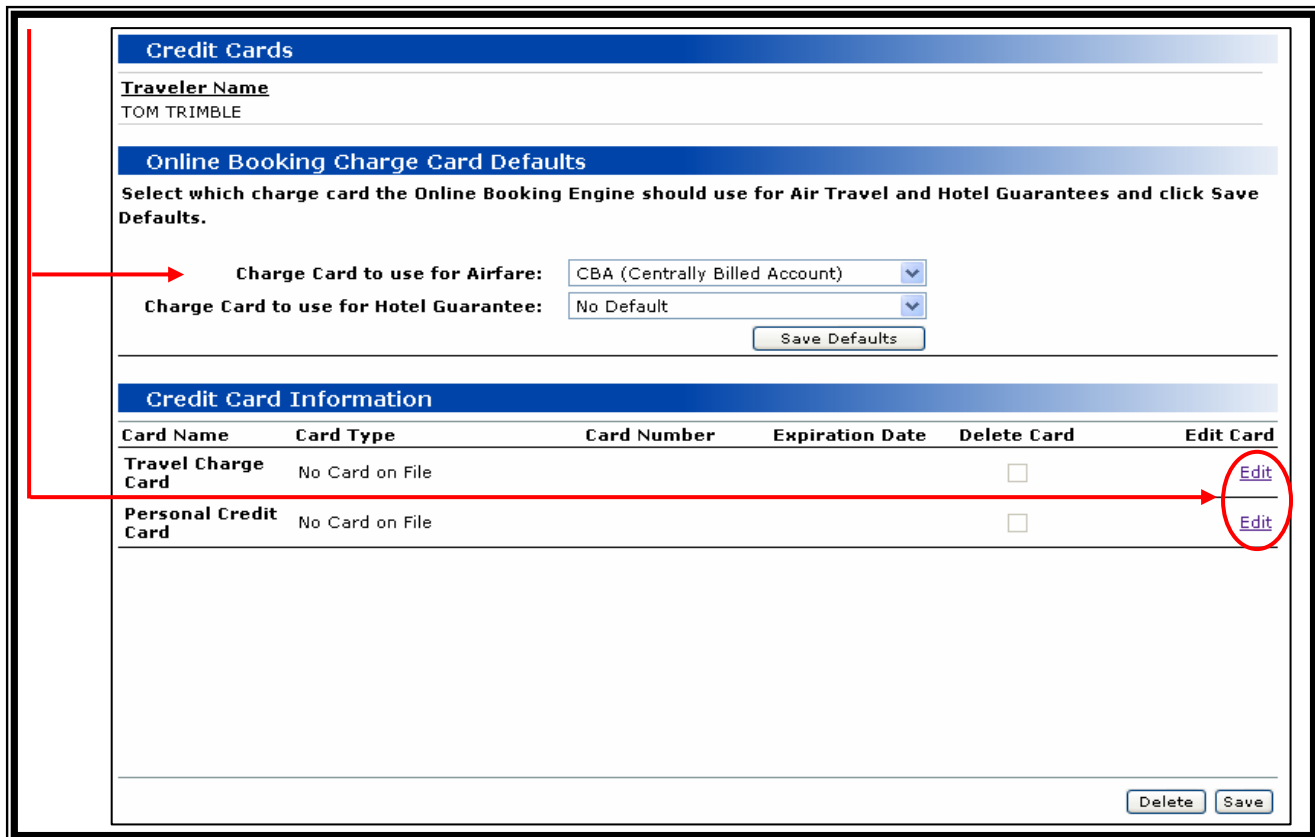 Credit Cards
Traveler Name
TOM TRIMBLE
Online Booking Charge Card Defaults
Select which charge card the Online Booking Engine should use for Air Travel and Hotel Guarantees and click Save
Defaults.
Charge Card to use for Airfare: CBA (Centrally Billed Account)
Charge Card to use for Hotel Guarantee: No Default
Save Defaults
Credit Card Information
Card Name Card Type Card Number Expiration Date Delete Card Edit Card
Travel Charge
Card No Card on File Edit
Personal Credit
Card No Card on File Edit
Delete Save